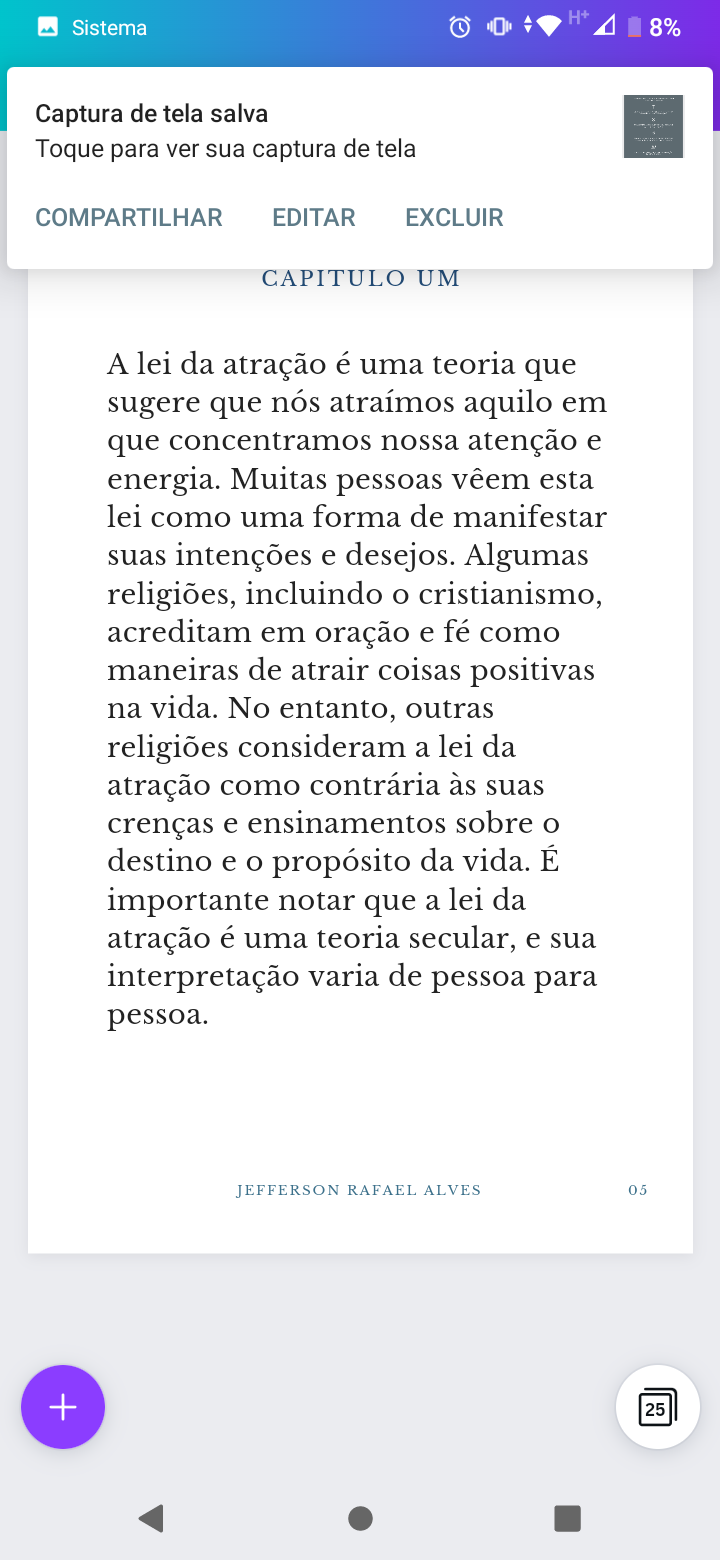 Sistema
H+
8%
Captura de tela salva
Toque para ver sua captura de tela
COMPARTILHAR EDITAR EXCLUIR
CAPÍTULO UM
A lei da atração é uma teoria que
sugere que nós atraímos aquilo em
que concentramos nossa atenção e
energia. Muitas pessoas vêem esta
lei como uma forma de manifestar
suas intenções e desejos. Algumas
religiões, incluindo o cristianismo,
acreditam em oração e fé como
maneiras de atrair coisas positivas
na vida. No entanto, outras
religiões consideram a lei da
atração como contrária às suas
crenças e ensinamentos sobre o
destino e o propósito da vida. É
importante notar que a lei da
atração é uma teoria secular, e sua
interpretação varia de pessoa para
pessoa.
JEFFERSON RAFAEL ALVES 05
25